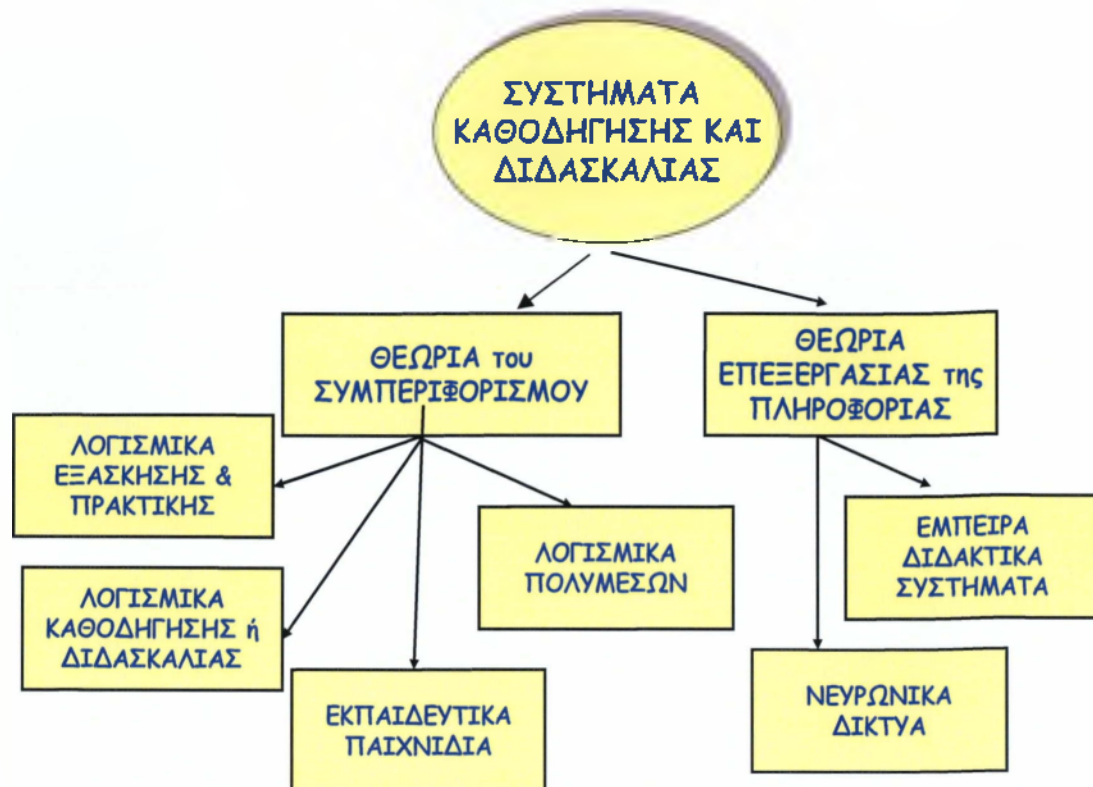 ΣΥΣΤΗΜΑΤΑ
ΚΑΘΟΔΗΓΗΣΗΣ ΚΑΙ
ΔΙΔΑΣΚΑΛΙΑΣ
ΘΕΩΡΙΑ του
ΣΥΜΠΕΡΙΦΟΡΙΣΜΟΥ
ΘΕΩΡΙΑ
ΕΠΕΞΕΡΓΑΣΙΑΣ της
ΠΛΗΡΟΦΟΡΙΑΣ
ΛΟΓΙΣΜΙΚΑ
ΕΞΑΣΚΗΣΗΣ &
ΠΡΑΚΤΙΚΗΣ
ΛΟΓΙΣΜΙΚΑ
ΚΑΘΟΔΗΓΗΣΗΣ ή
ΔΙΔΑΣΚΑΛΙΑΣ
ΕΚΠΑΙΔΕΥΤΙΚΑ
ΠΑΙΧΝΙΔΙΑ
ΛΟΓΙΣΜΙΚΑ
ΠΟΛΥΜΕΣΩΝ
ΕΜΠΕΙΡΑ
ΔΙΔΑΚΤΙΚΑ
ΣΥΣΤΗΜΑΤΑ
ΝΕΥΡΩΝΙΚΑ
ΔΙΚΤΥΑ